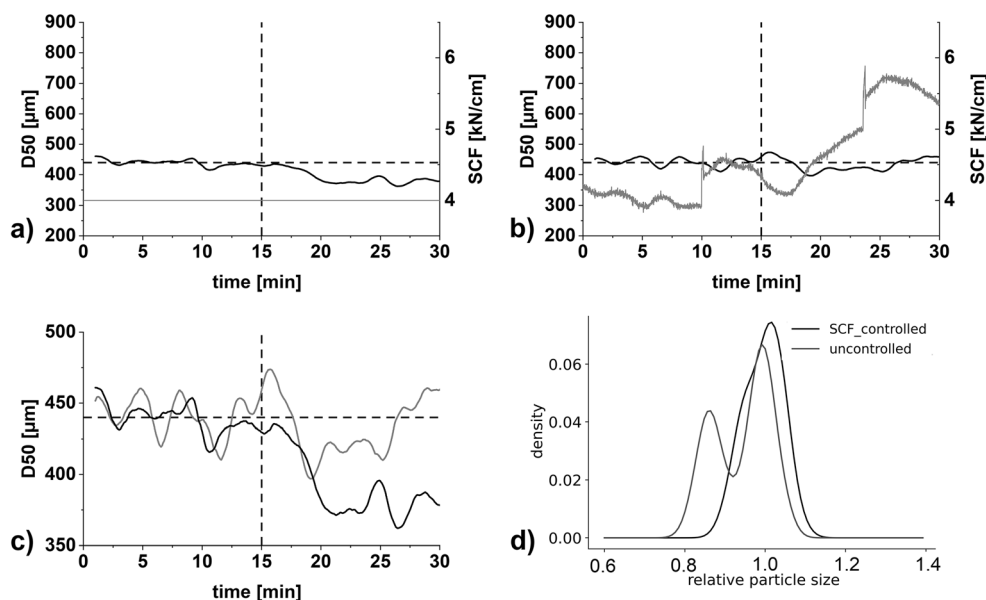 a)
D50 [µm]
900
800
700
600
500
400
300
200
0 5 10 15 20 25 30
time [min]
6
5
4
SCF [kN/cm]
b)
D50 [µm]
900
800
700
600
500
400
300
200
0 5 10 15 20 25 30
time [min]
6
5
4
SCF [kN/cm]
c)
D50 [µm]
500
450
400
350
0 5 10 15 20 25 30
time [min]
d)
density
0.06
0.04
0.02
0.00
0.6 0.8 1.0 1.2 1.4
relative particle size
SCF_controlled
uncontrolled